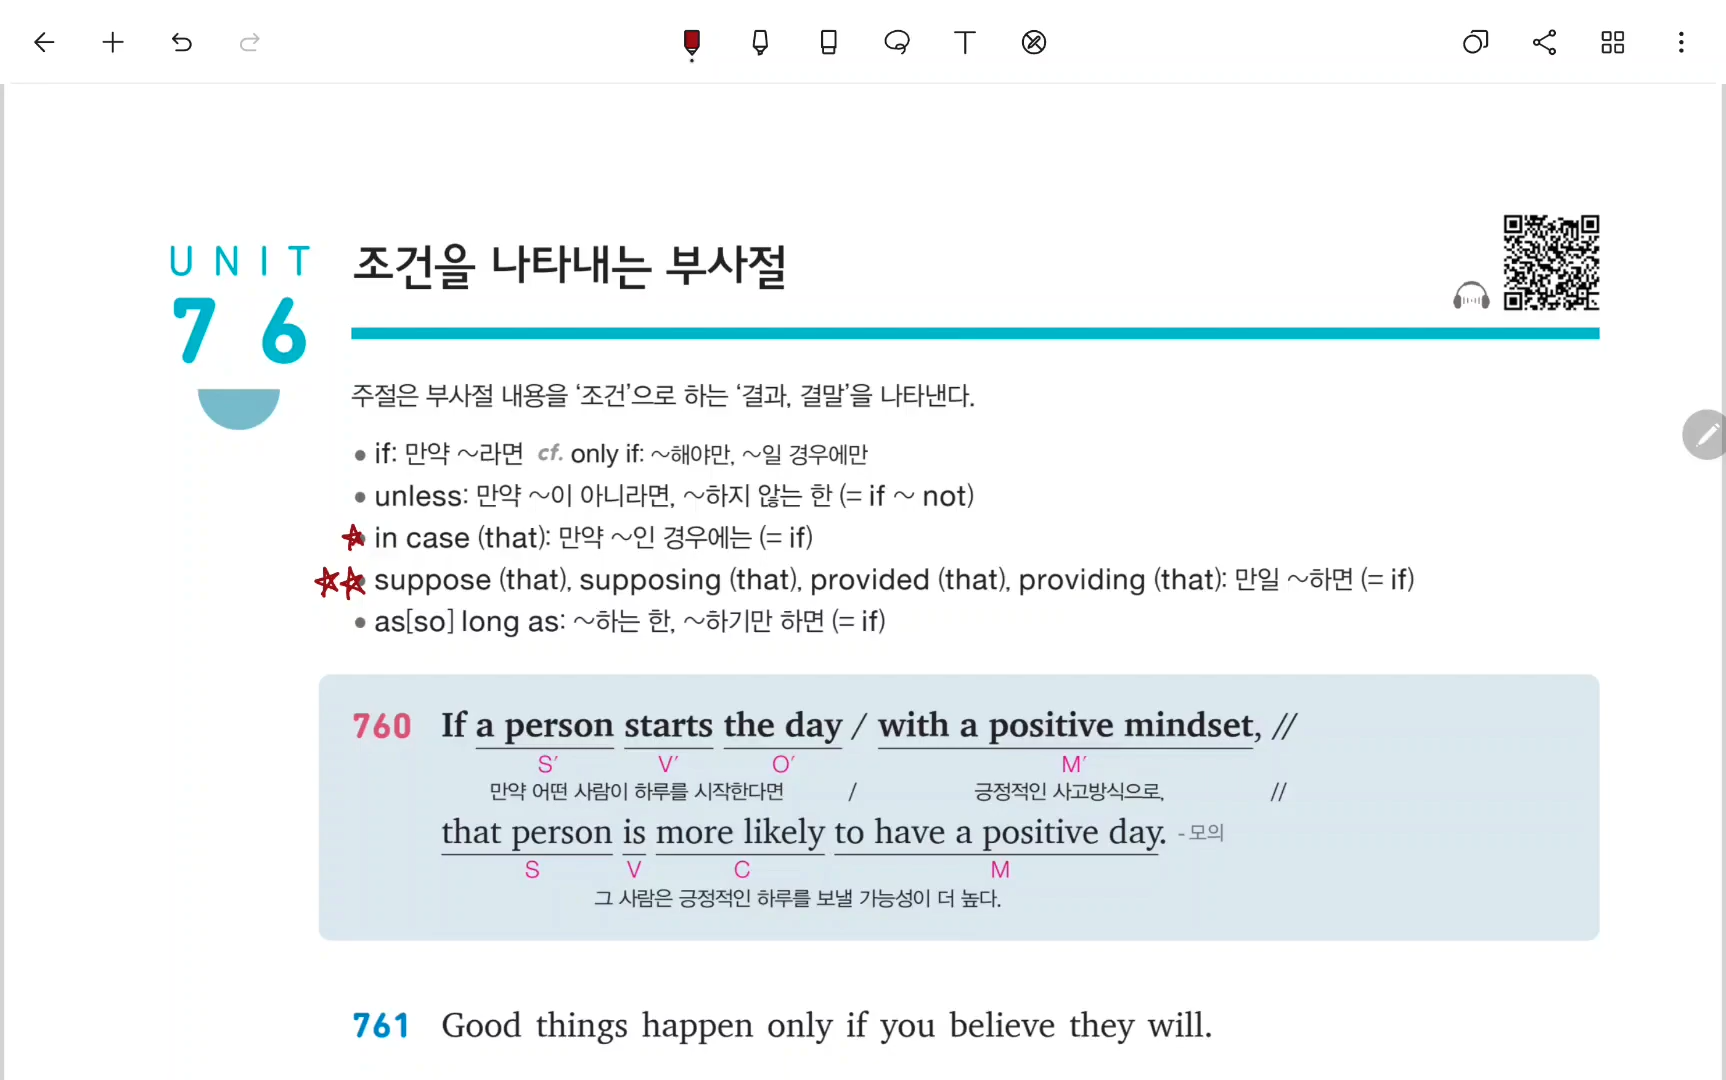 UNIT
76
조건을 나타내는 부사절
주절은 부사절 내용을 ‘조건’으로 하는 ‘결과, 결말’을 나타낸다.
● if: 만약 ~라면 cf. only if: ~해야만, ~일 경우에만
● unless: 만약 ~이 아니라면, ~하지 않는 한 (= if ~ not)
● in case (that): 만약 ~인 경우에는 (= if)
● suppose (that), supposing (that), provided (that), providing (that): 만일 ~하면 (= if)
● as[so] long as: ~하는 한, ~하기만 하면 (= if)
760 If a person starts the day / with a positive mindset, //
S′ V′ O′ M′
만약 어떤 사람이 하루를 시작한다면 / 긍정적인 사고방식으로, //
that person is more likely to have a positive day. - 모의
S V C M
그 사람은 긍정적인 하루를 보낼 가능성이 더 높다.
761 Good things happen only if you believe they will.